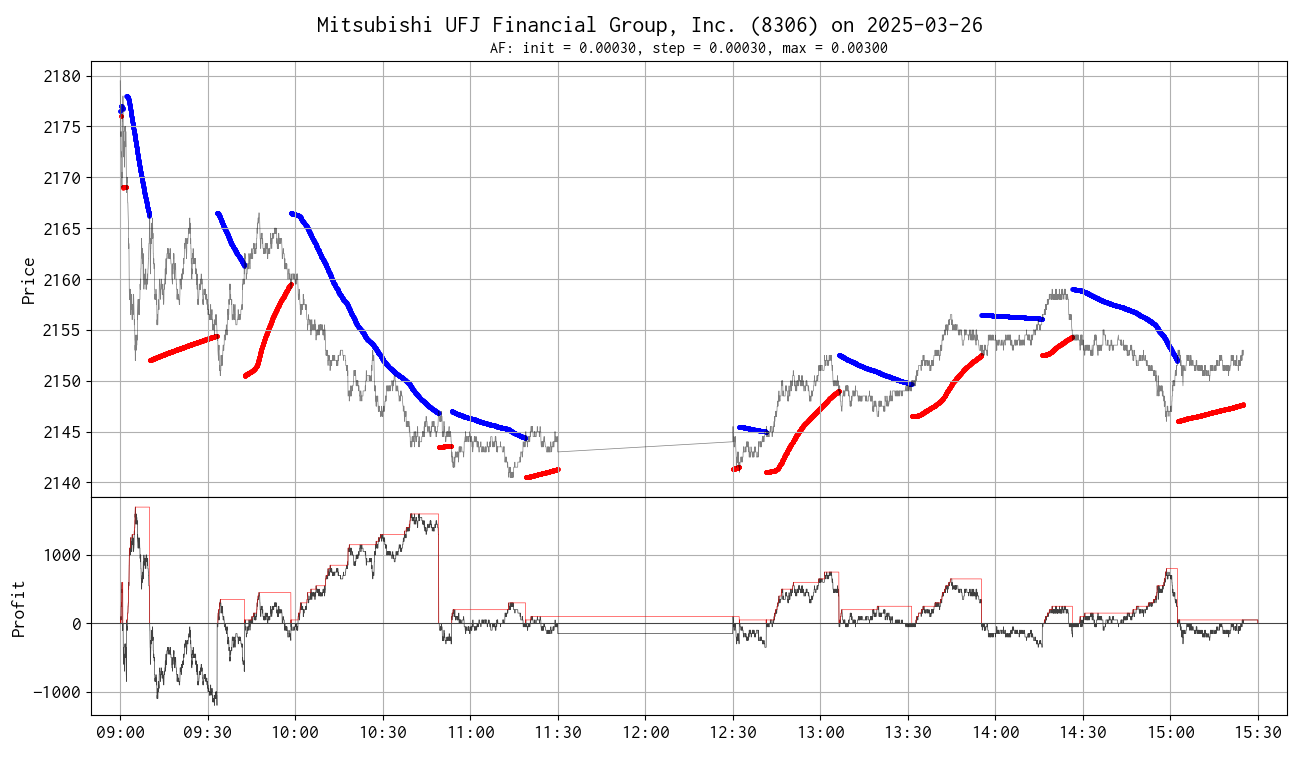 Mitsubishi UFJ Financial Group, Inc. (8306) on 2025-03-26
AF: init = 0.00030, step = 0.00030, max = 0.00300
Price
2180
2175
2170
2165
2160
2155
2150
2145
2140
Profit
1000
0
−1000
09:00 09:30 10:00 10:30 11:00 11:30 12:00 12:30 13:00 13:30 14:00 14:30 15:00 15:30